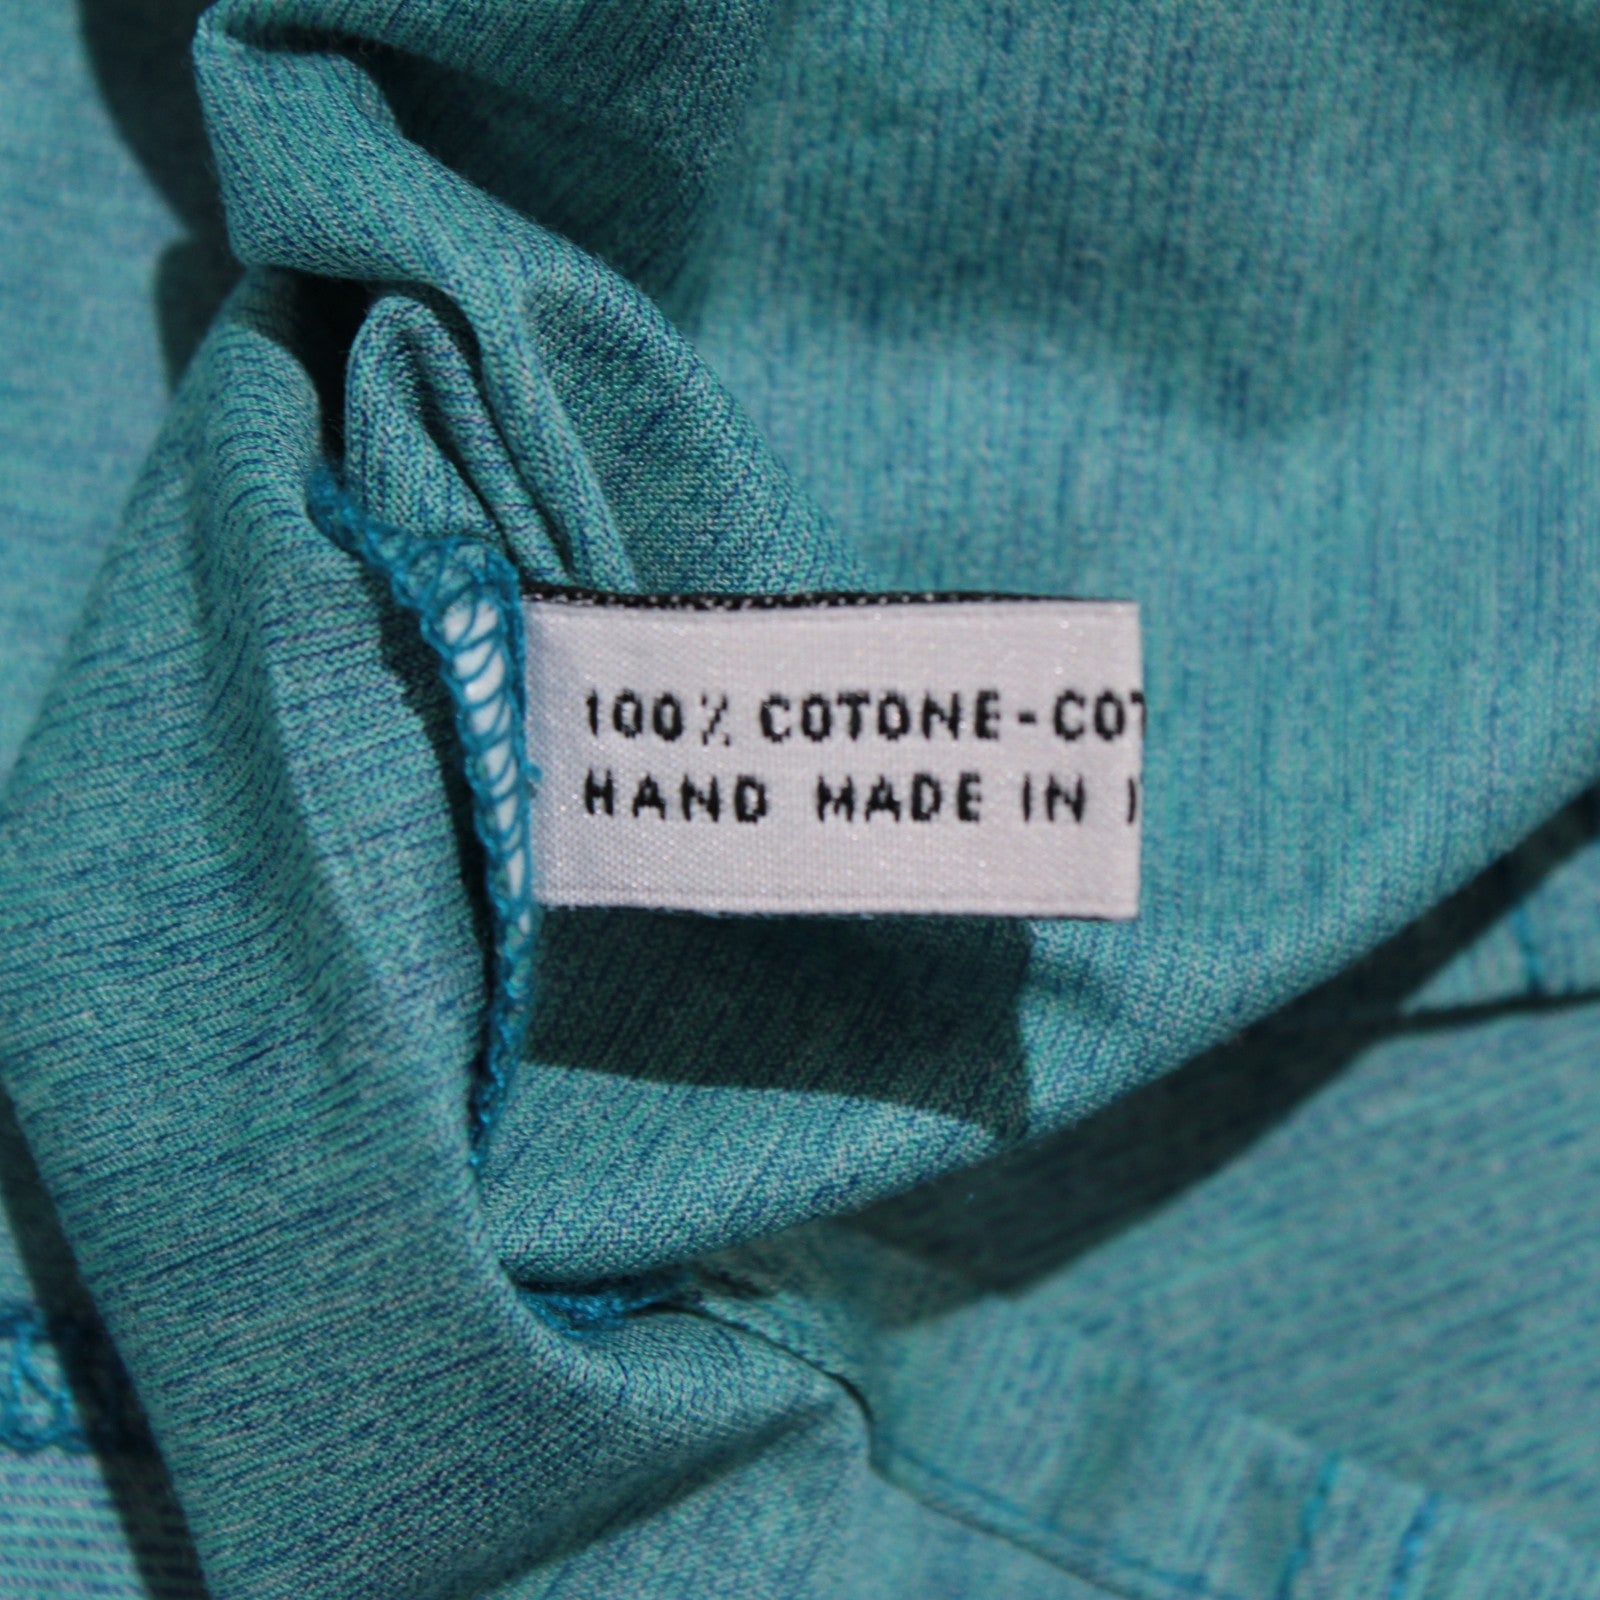 100% COTONE-COT
HAND MADE IN